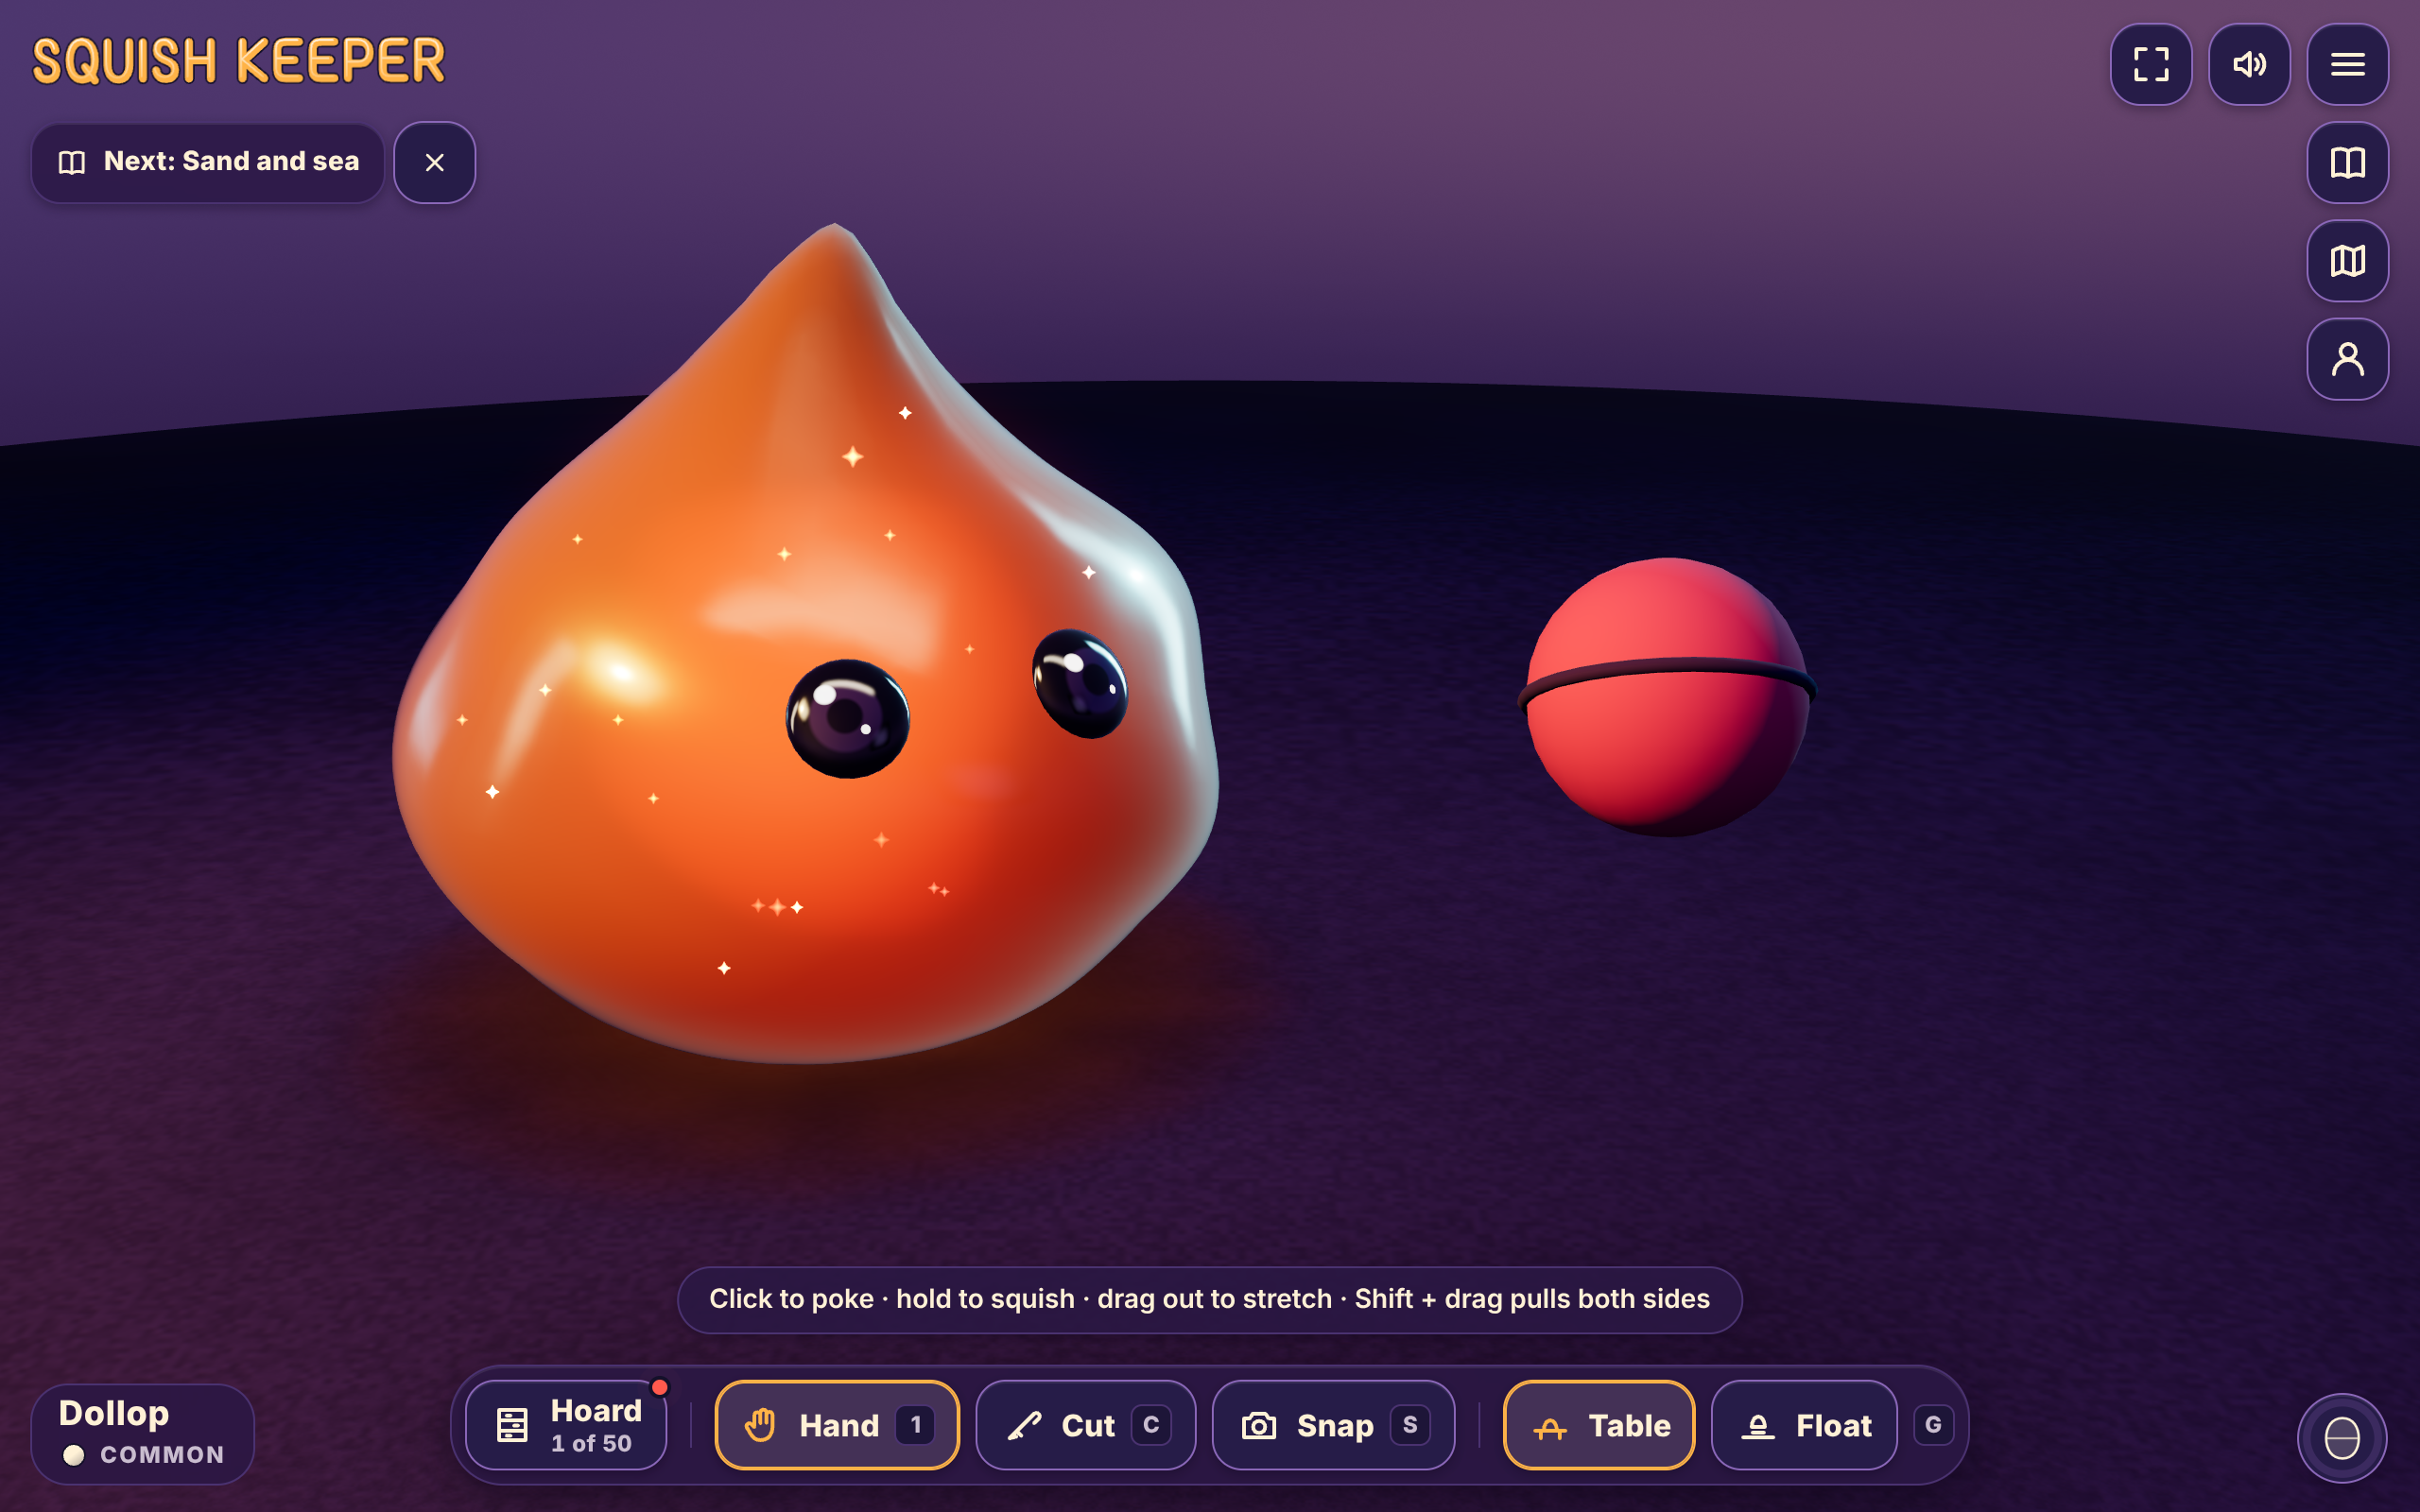 SQUISH KEEPER
Next: Sand and sea
Click to poke · hold to squish · drag out to stretch · Shift + drag pulls both sides
Dollop
COMMON
Hoard
1 of 50
Hand 1
Cut C
Snap S
Table
Float G